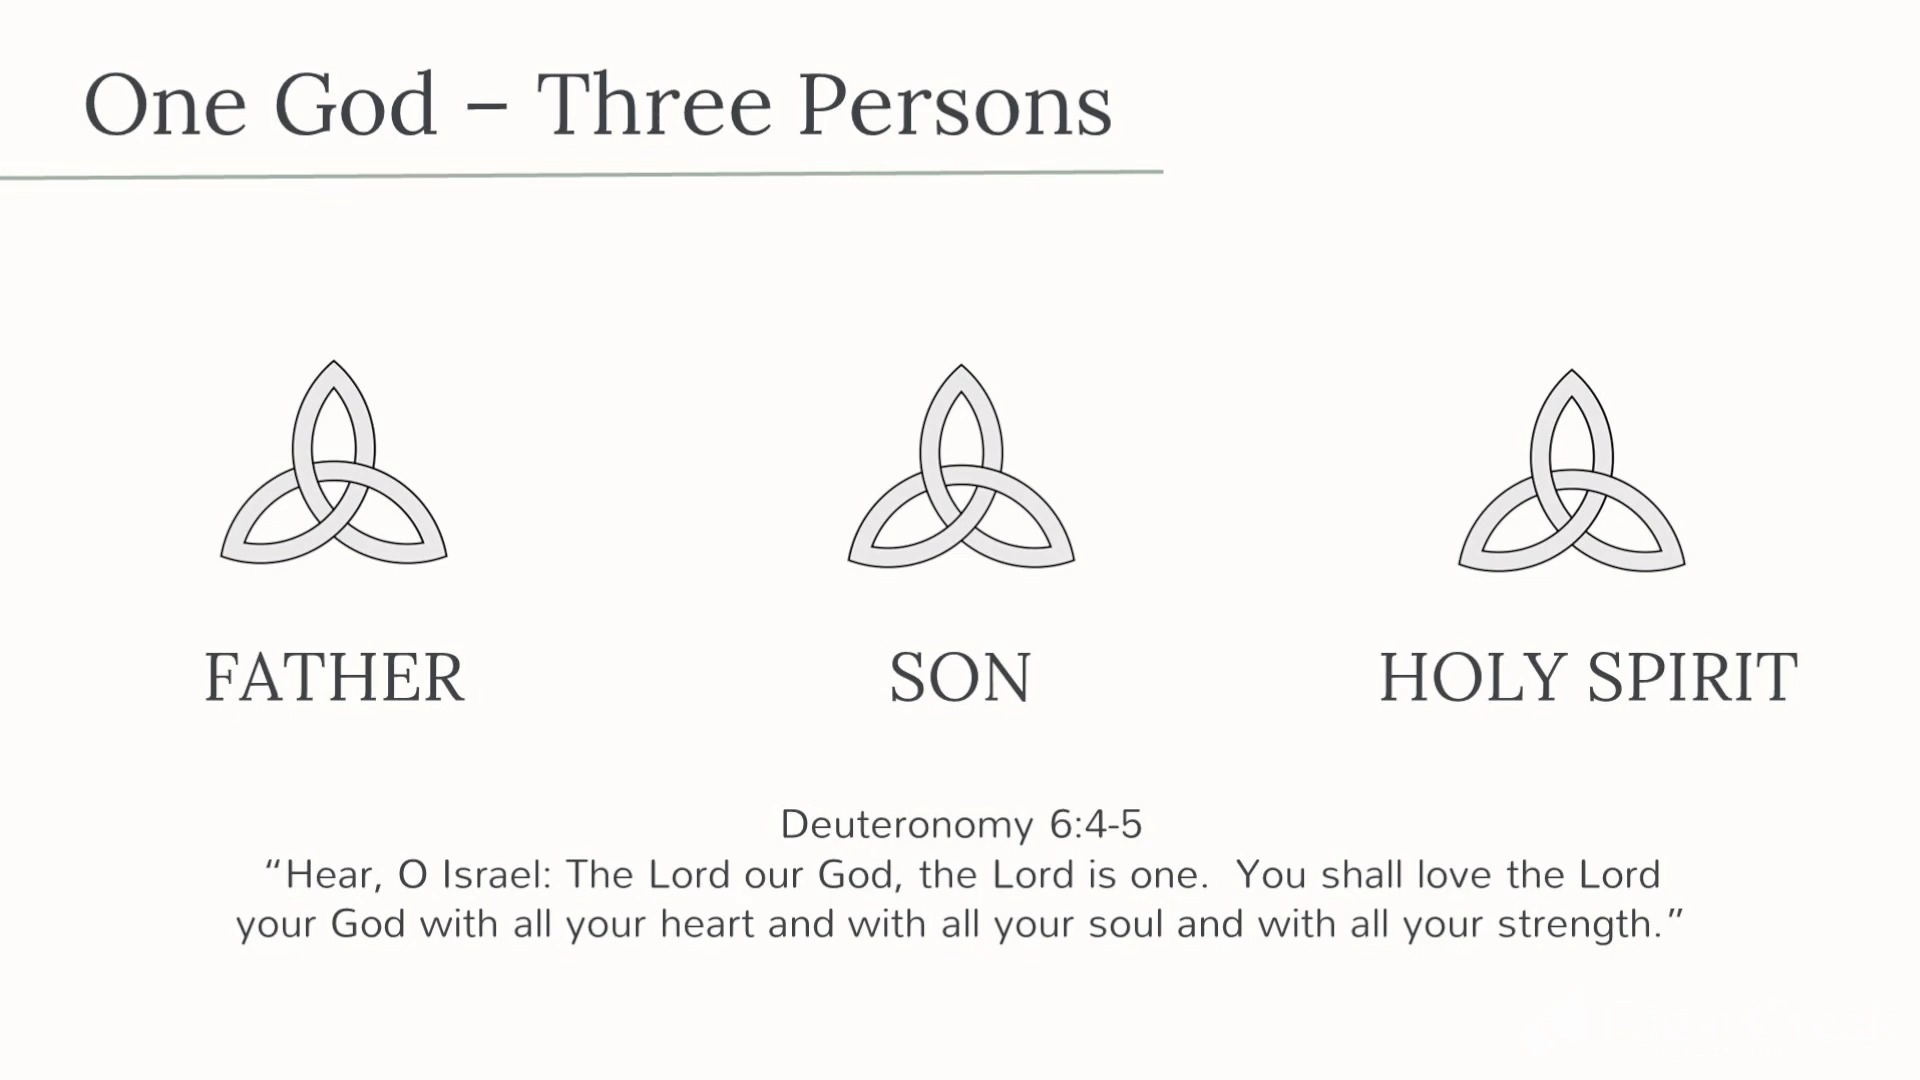 One God – Three Persons
FATHER
SON
HOLY SPIRIT
Deuteronomy 6:4-5
“Hear, O Israel: The Lord our God, the Lord is one.  You shall love the Lord
your God with all your heart and with all your soul and with all your strength.”